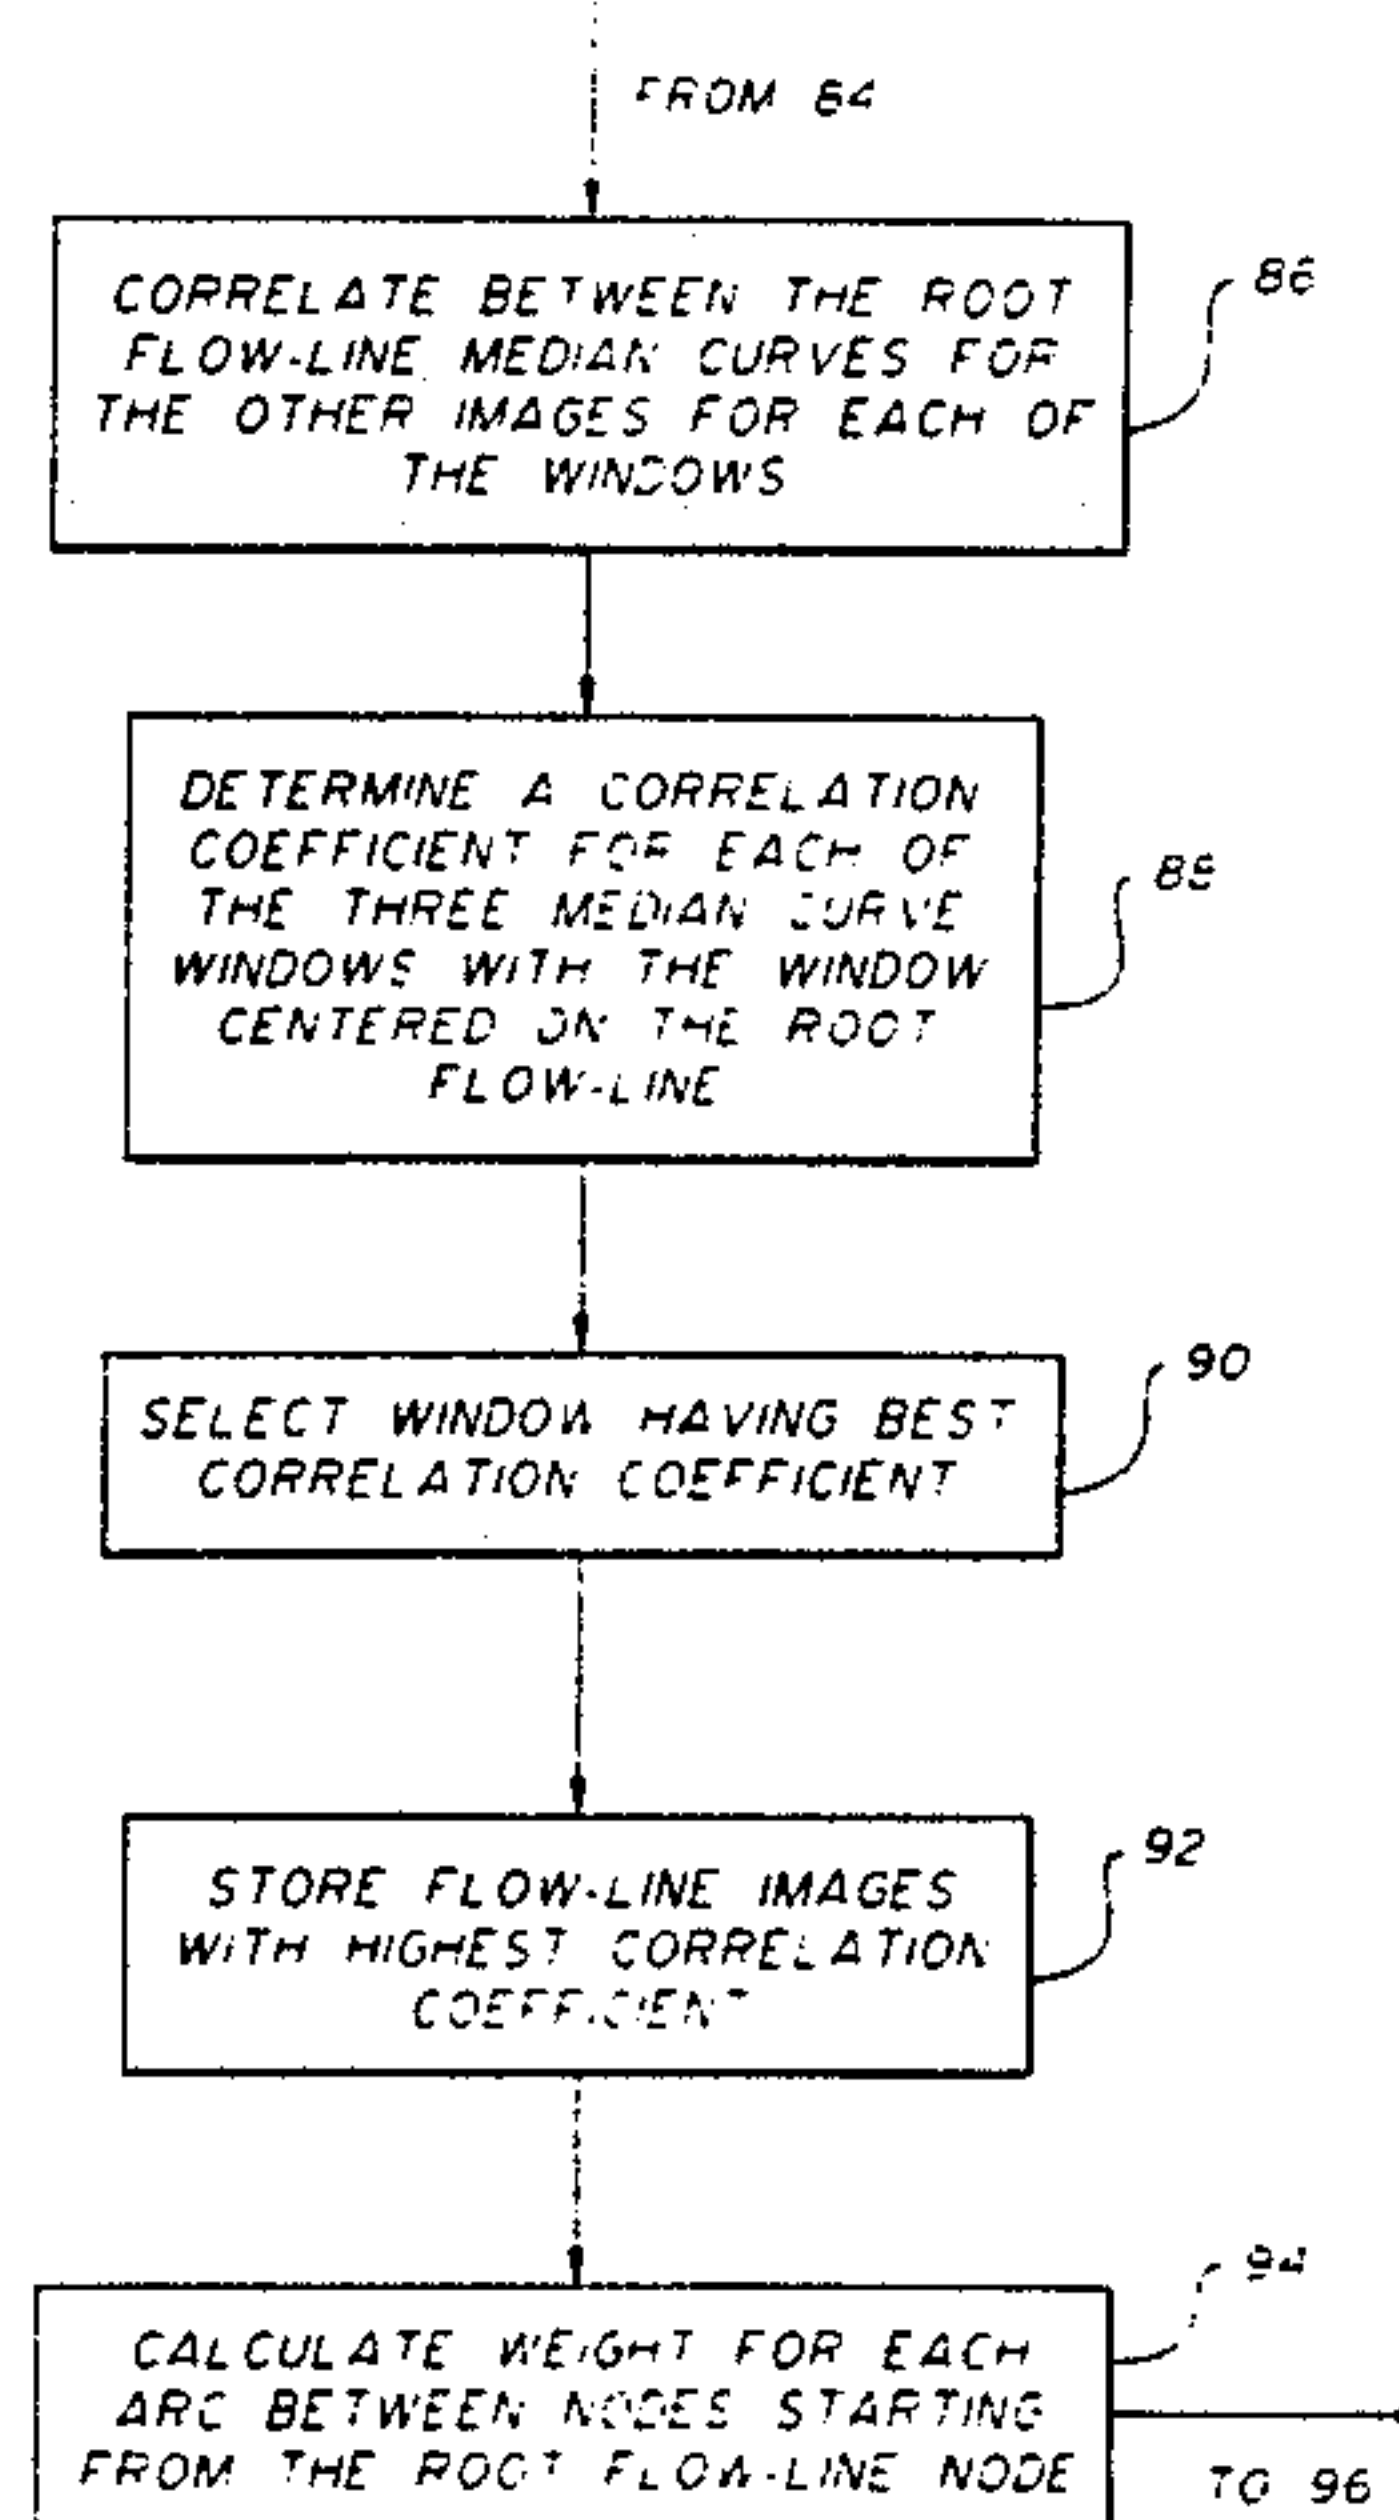 FROM 84
CORRELATE BETWEEN THE ROOT
FLOW-LINE MEDIAN CURVES FOR
THE OTHER IMAGES FOR EACH OF
THE WINDOWS
86
DETERMINE A CORRELATION
COEFFICIENT FOR EACH OF
THE THREE MEDIAN CURVE
WINDOWS WITH THE WINDOW
CENTERED ON THE ROOT
FLOW-LINE
88
SELECT WINDOW HAVING BEST
CORRELATION COEFFICIENT
90
STORE FLOW-LINE IMAGES
WITH HIGHEST CORRELATION
COEFFICIENT
92
CALCULATE WEIGHT FOR EACH
ARC BETWEEN NODES STARTING
FROM THE ROOT FLOW-LINE NODE
94
TO 96